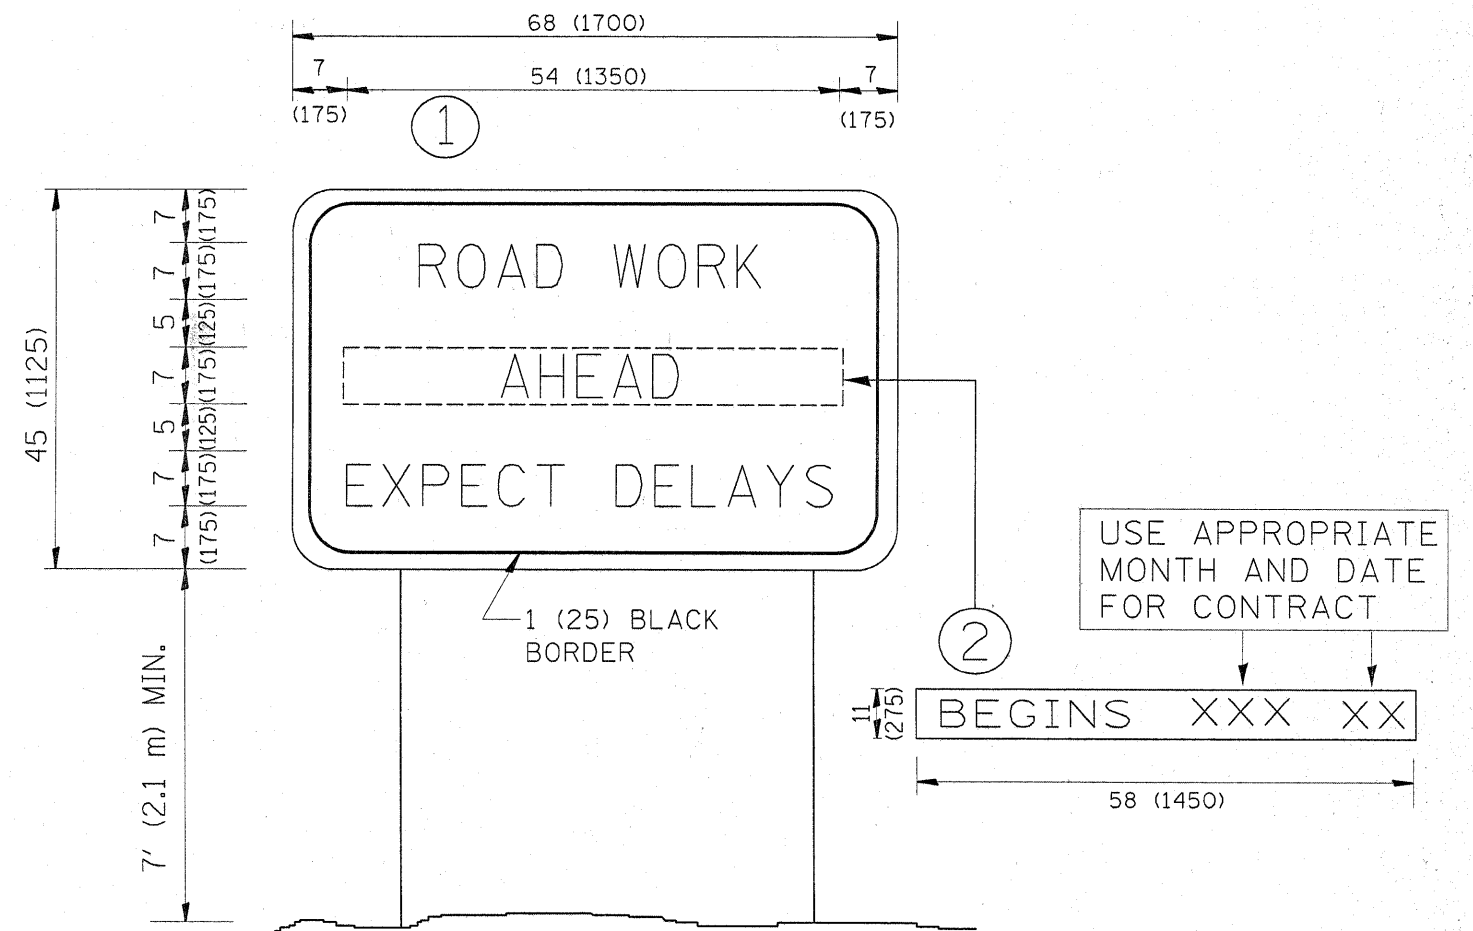 68 (1700)
7
54 (1350)
7
(175)
(175)
1
45 (1125)
7
(175)
7
(175)
5
(125)
7
(175)
5
(125)
7
(175)
7
(175)
ROAD WORK
AHEAD
EXPECT DELAYS
1 (25) BLACK
BORDER
7' (2.1 m) MIN.
2
USE APPROPRIATE
MONTH AND DATE
FOR CONTRACT
11
(275)
BEGINS XXX XX
58 (1450)